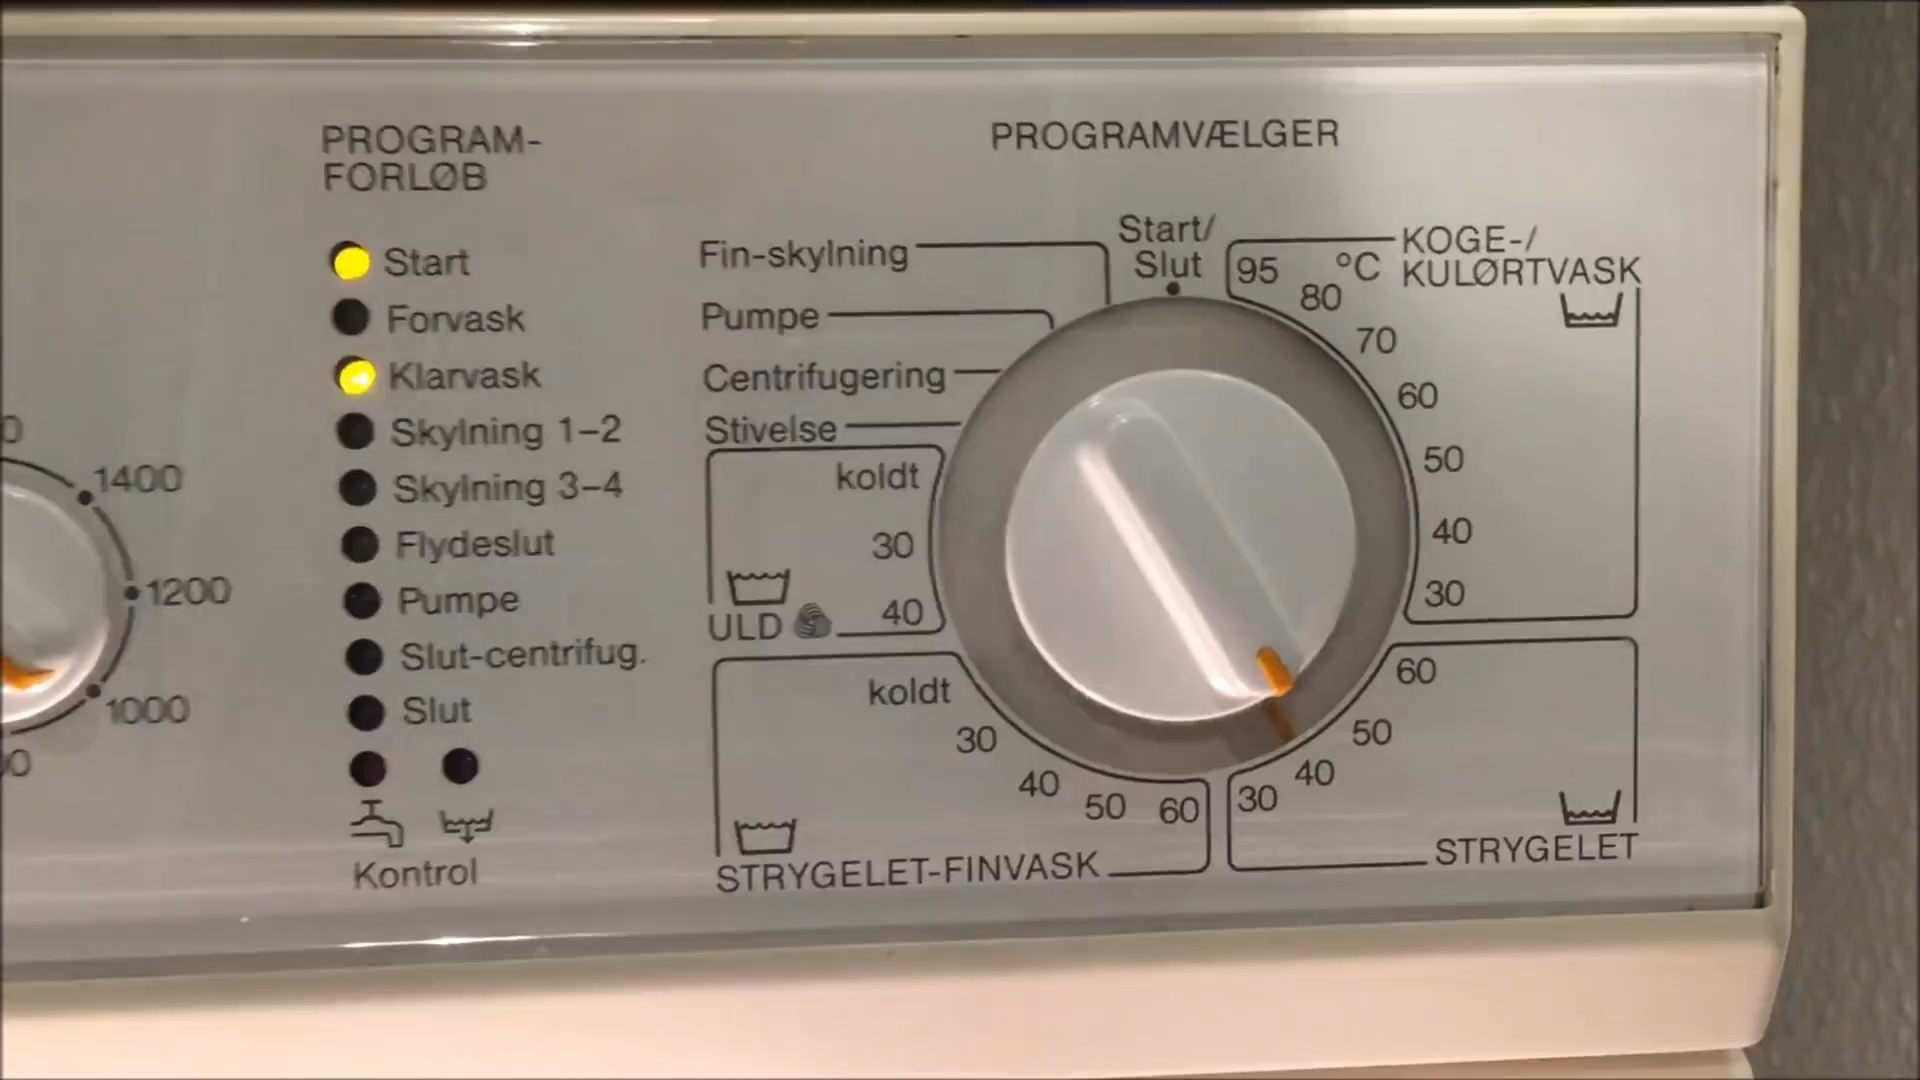 PROGRAM-
FORLØB
Start
Forvask
Klarvask
Skylning 1-2
Skylning 3-4
Flydeslut
Pumpe
Slut-centrifug.
Slut
Kontrol
1400
1200
1000
PROGRAMVÆLGER
Fin-skylning
Pumpe
Centrifugering
Stivelse
koldt
30
40
ULD
koldt
30
40
50
60
STRYGELET-FINVASK
Start/
Slut
°C
KOGE-/
KULØRTVASK
95
80
70
60
50
40
30
60
50
40
30
STRYGELET